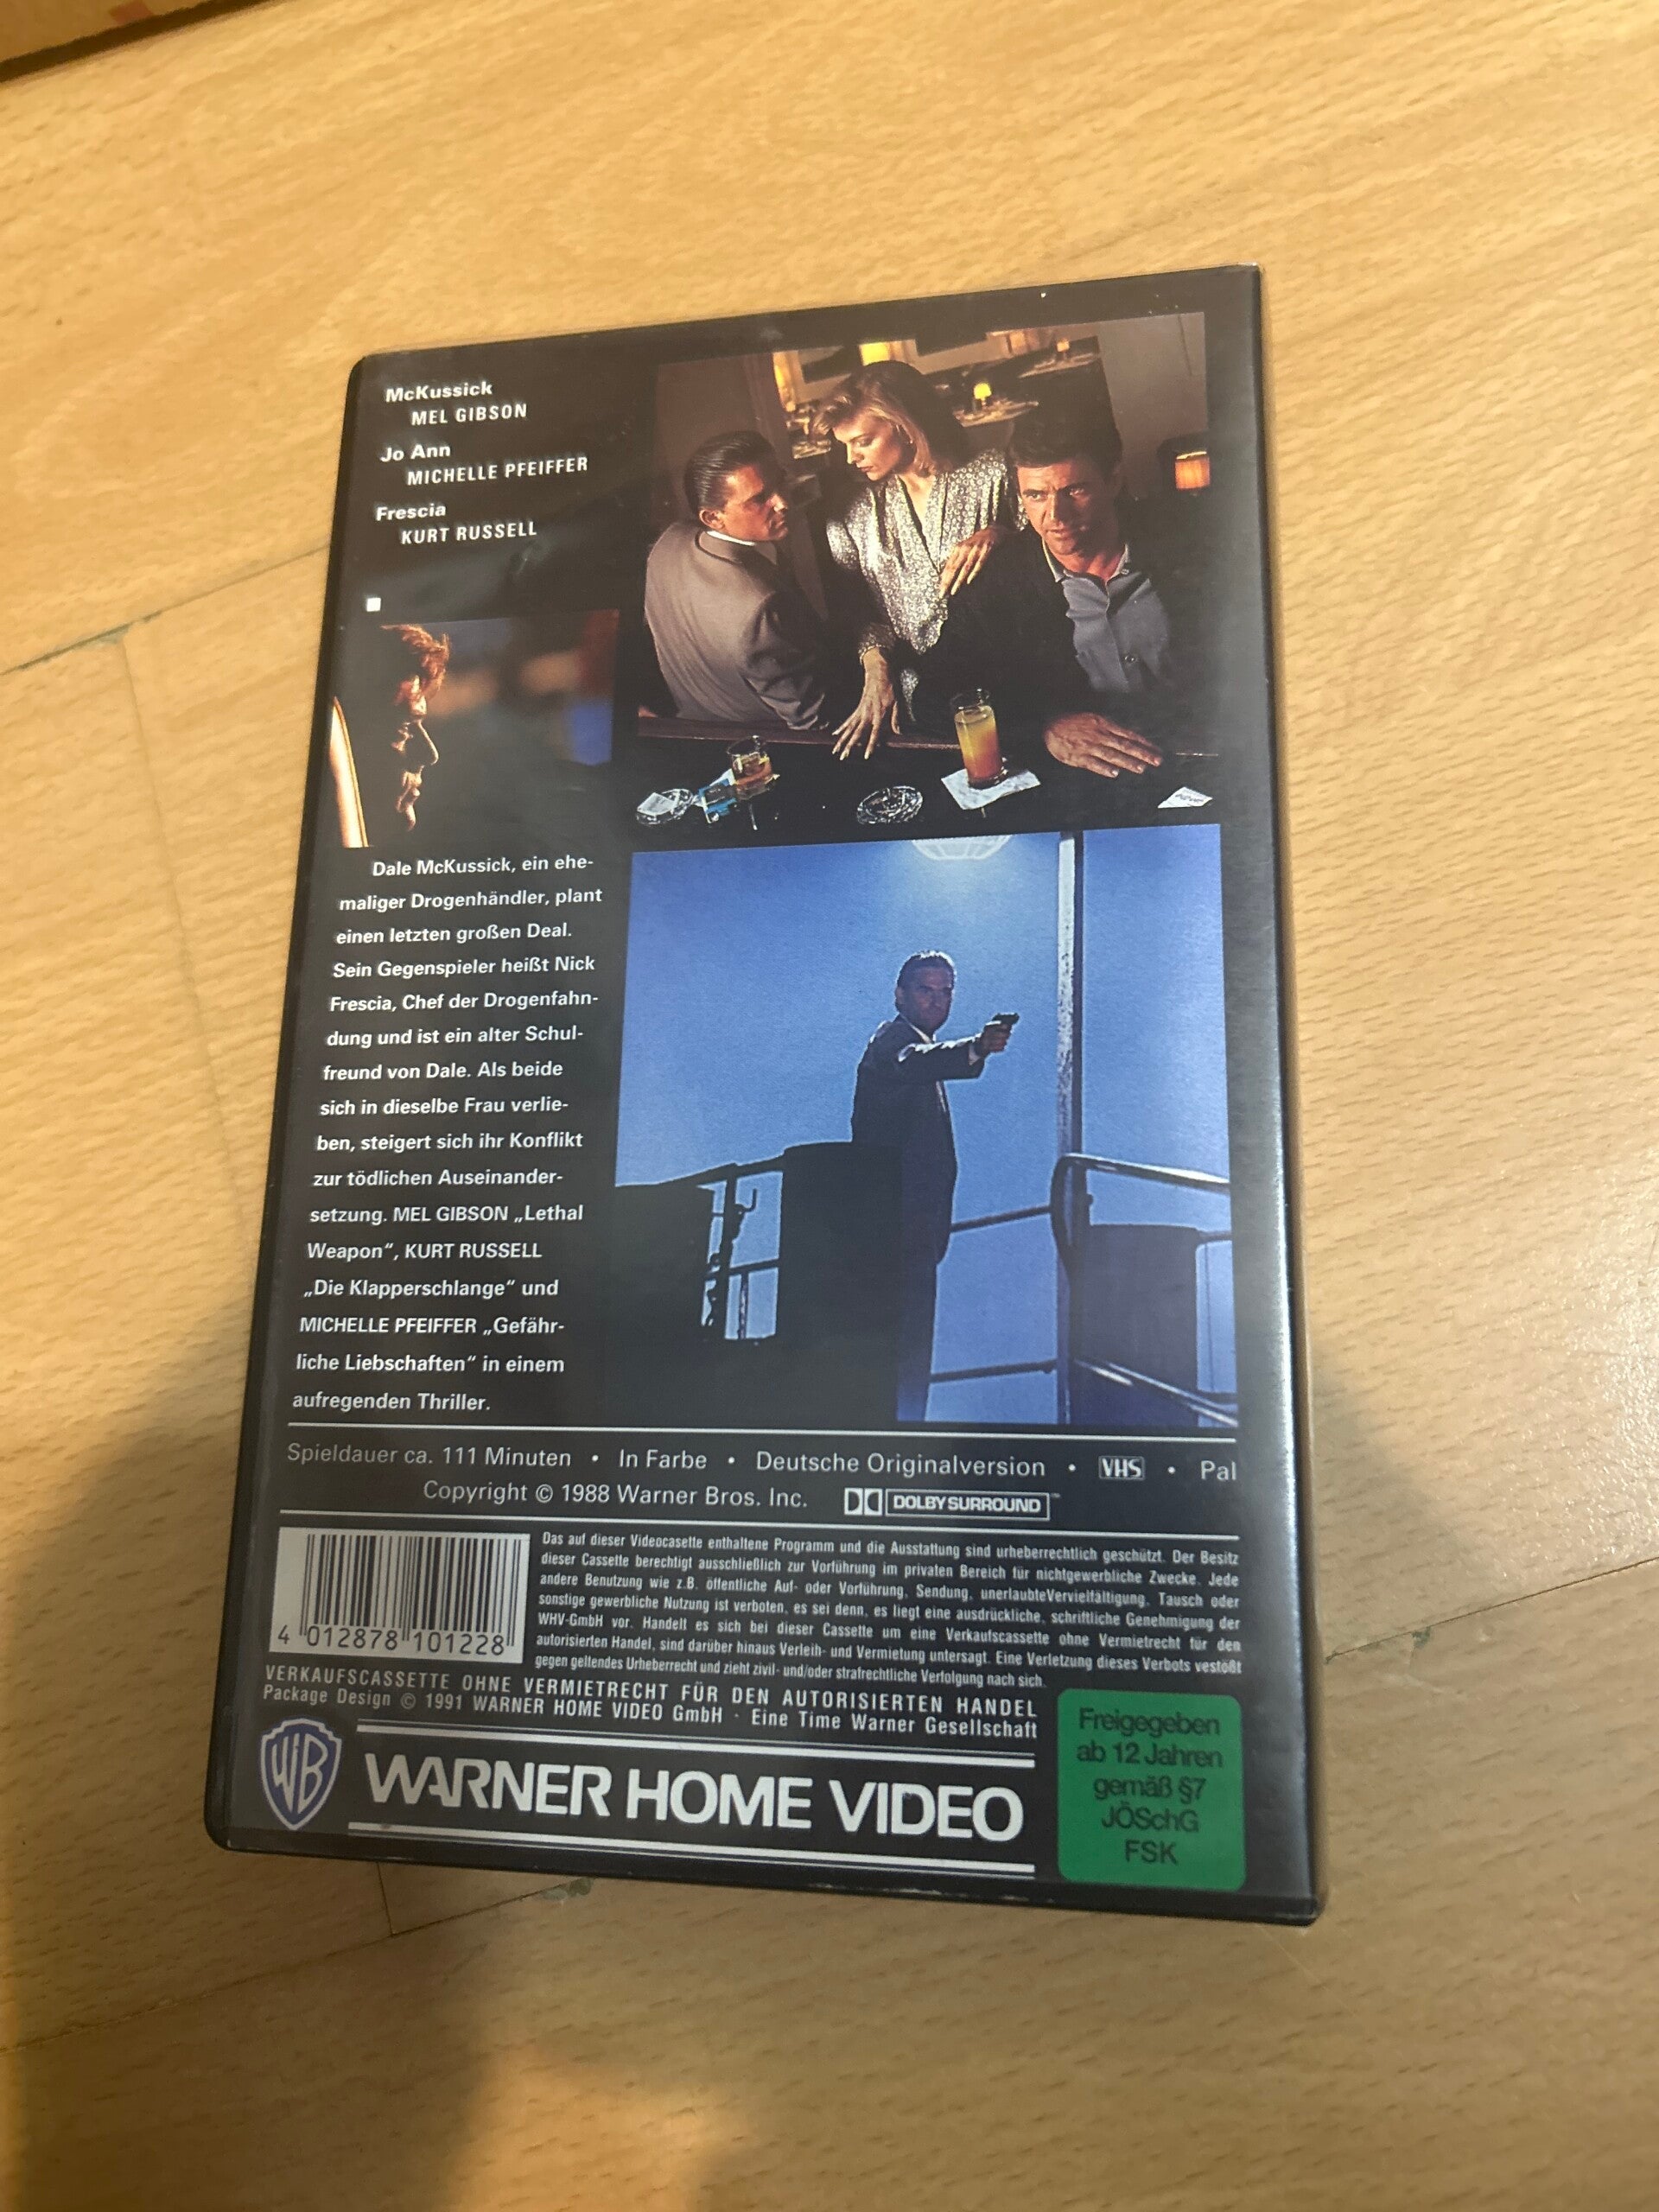 McKussick
MEL GIBSON
Jo Ann
MICHELLE PFEIFFER
Frescia
KURT RUSSELL
Dale McKussick, ein ehe-
maliger Drogenhändler, plant
einen letzten großen Deal.
Sein Gegenspieler heißt Nick
Frescia, Chef der Drogenfahn-
dung und ist ein alter Schul-
freund von Dale. Als beide
sich in dieselbe Frau verlie-
ben, steigert sich ihr Konflikt
zur tödlichen Auseinander-
setzung. MEL GIBSON „Lethal
Weapon“, KURT RUSSELL
„Die Klapperschlange“ und
MICHELLE PFEIFFER „Gefähr-
liche Liebschaften“ in einem
aufregenden Thriller.
Spieldauer ca. 111 Minuten • In Farbe • Deutsche Originalversion • VHS • Pal
Copyright © 1988 Warner Bros. Inc. DOLBY SURROUND™
Das auf dieser Videocasette enthaltene Programm und die Ausstattung sind urheberrechtlich geschützt. Der Besitz
dieser Cassette berechtigt ausschließlich zur Vorführung im privaten Bereich für nichtgewerbliche Zwecke. Jede
andere Benutzung wie z.B. öffentliche Auf- oder Vorführung, Sendung, unerlaubteVervielfältigung, Tausch oder
sonstige gewerbliche Nutzung ist verboten, es sei denn, es liegt eine ausdrückliche, schriftliche Genehmigung der
WHV-GmbH vor. Handelt es sich bei dieser Cassette um eine Verkaufscassette ohne Vermietrecht für den
autorisierten Handel, sind darüber hinaus Verleih- und Vermietung untersagt. Eine Verletzung dieses Verbots vestößt
gegen geltendes Urheberrecht und zieht zivil- und/oder strafrechtliche Verfolgung nach sich.
4 012878 101228
VERKAUFSCASSETTE OHNE VERMIETRECHT FÜR DEN AUTORISIERTEN HANDEL
Package Design © 1991 WARNER HOME VIDEO GmbH · Eine Time Warner Gesellschaft
WB
WARNER HOME VIDEO
Freigegeben
ab 12 Jahren
gemäß §7
JÖSchG
FSK